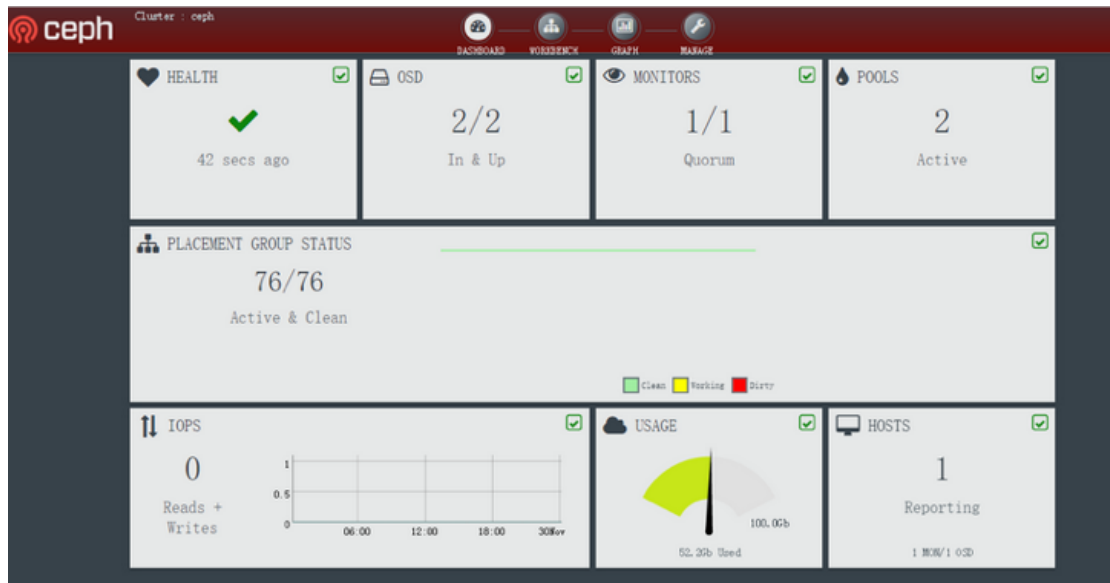 ceph
Cluster : ceph
DASHBOARD WORKBENCH GRAPH MANAGE
HEALTH
42 secs ago
OSD
2/2
In & Up
MONITORS
1/1
Quorum
POOLS
2
Active
PLACEMENT GROUP STATUS
76/76
Active & Clean
Clean Working Dirty
IOPS
0
Reads +
Writes
1
0.5
0
06:00 12:00 18:00 30Nov
USAGE
100.0Gb
52.2Gb Used
HOSTS
1
Reporting
1 MON/1 OSD